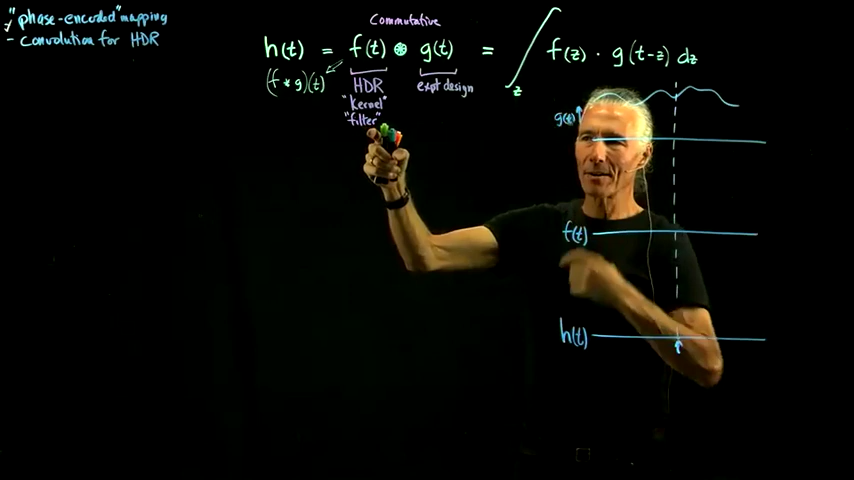 "phase-encoded" mapping
- convolution for HDR
Commutative
h(t) = f(t) ⊛ g(t) = ∫z f(z) · g(t-z) dz
(f * g)(t)
HDR
"kernel"
"filter"
expt design
g(t)
f(t)
h(t)